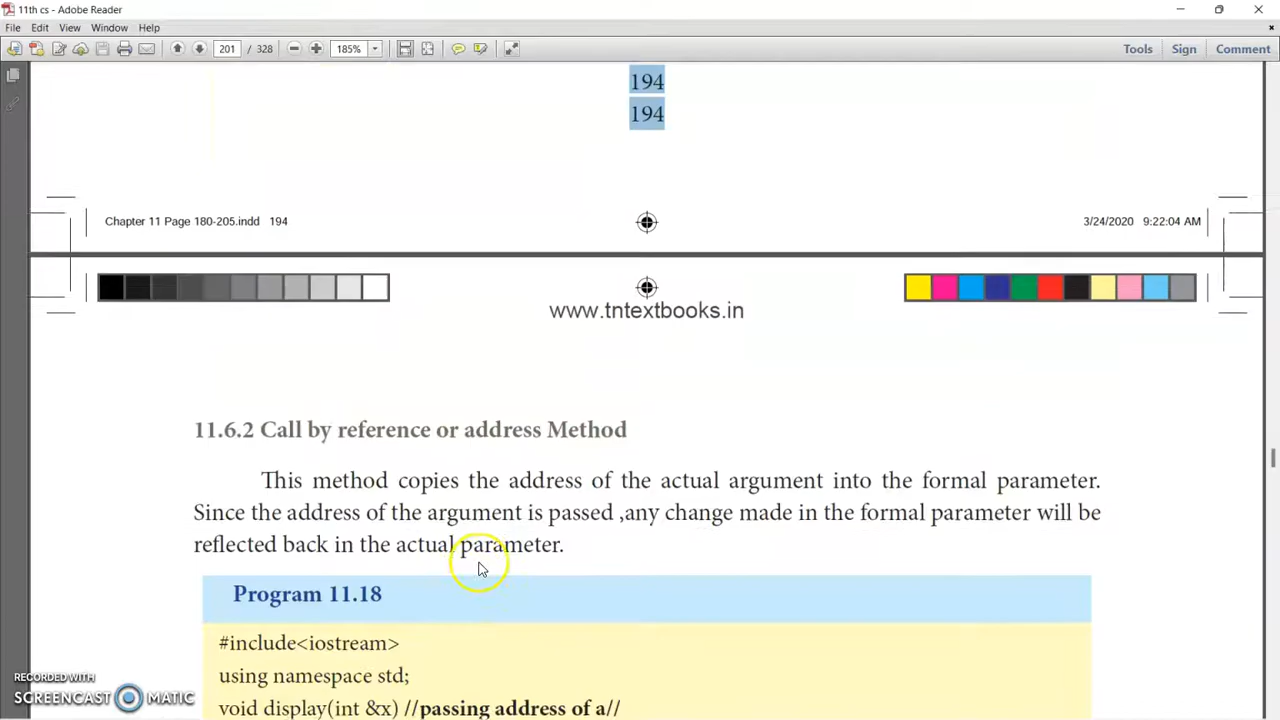 11th cs - Adobe Reader
File Edit View Window Help
201 / 328 185% Tools Sign Comment
194
194
Chapter 11 Page 180-205.indd 194 3/24/2020 9:22:04 AM
www.tntextbooks.in
11.6.2 Call by reference or address Method
This method copies the address of the actual argument into the formal parameter.
Since the address of the argument is passed ,any change made in the formal parameter will be
reflected back in the actual parameter.
Program 11.18
#include<iostream>
using namespace std;
void display(int &x) //passing address of a//
RECORDED WITH
SCREENCAST MATIC